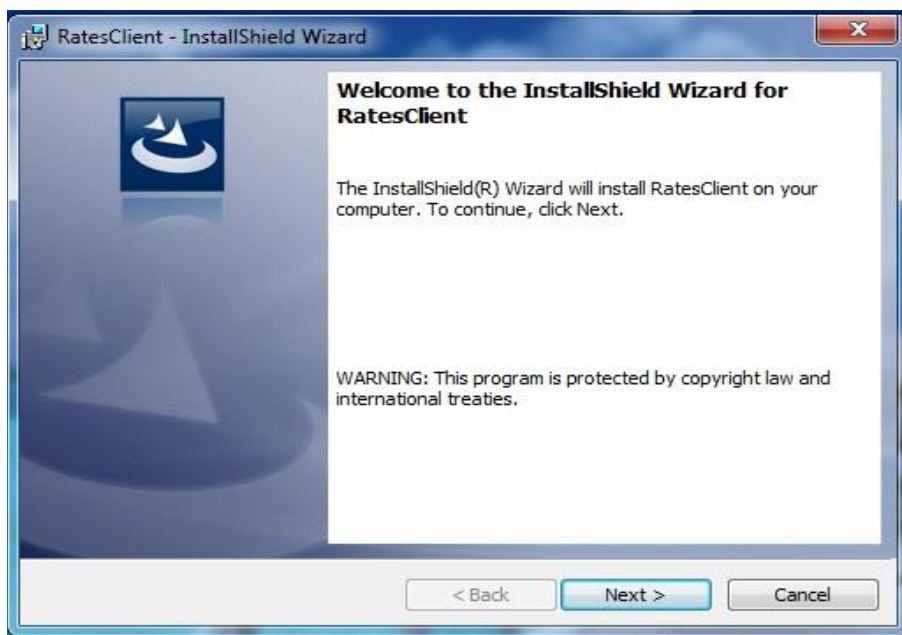 RatesClient - InstallShield Wizard
Welcome to the InstallShield Wizard for
RatesClient
The InstallShield(R) Wizard will install RatesClient on your
computer. To continue, click Next.
WARNING: This program is protected by copyright law and
international treaties.
< Back Next > Cancel